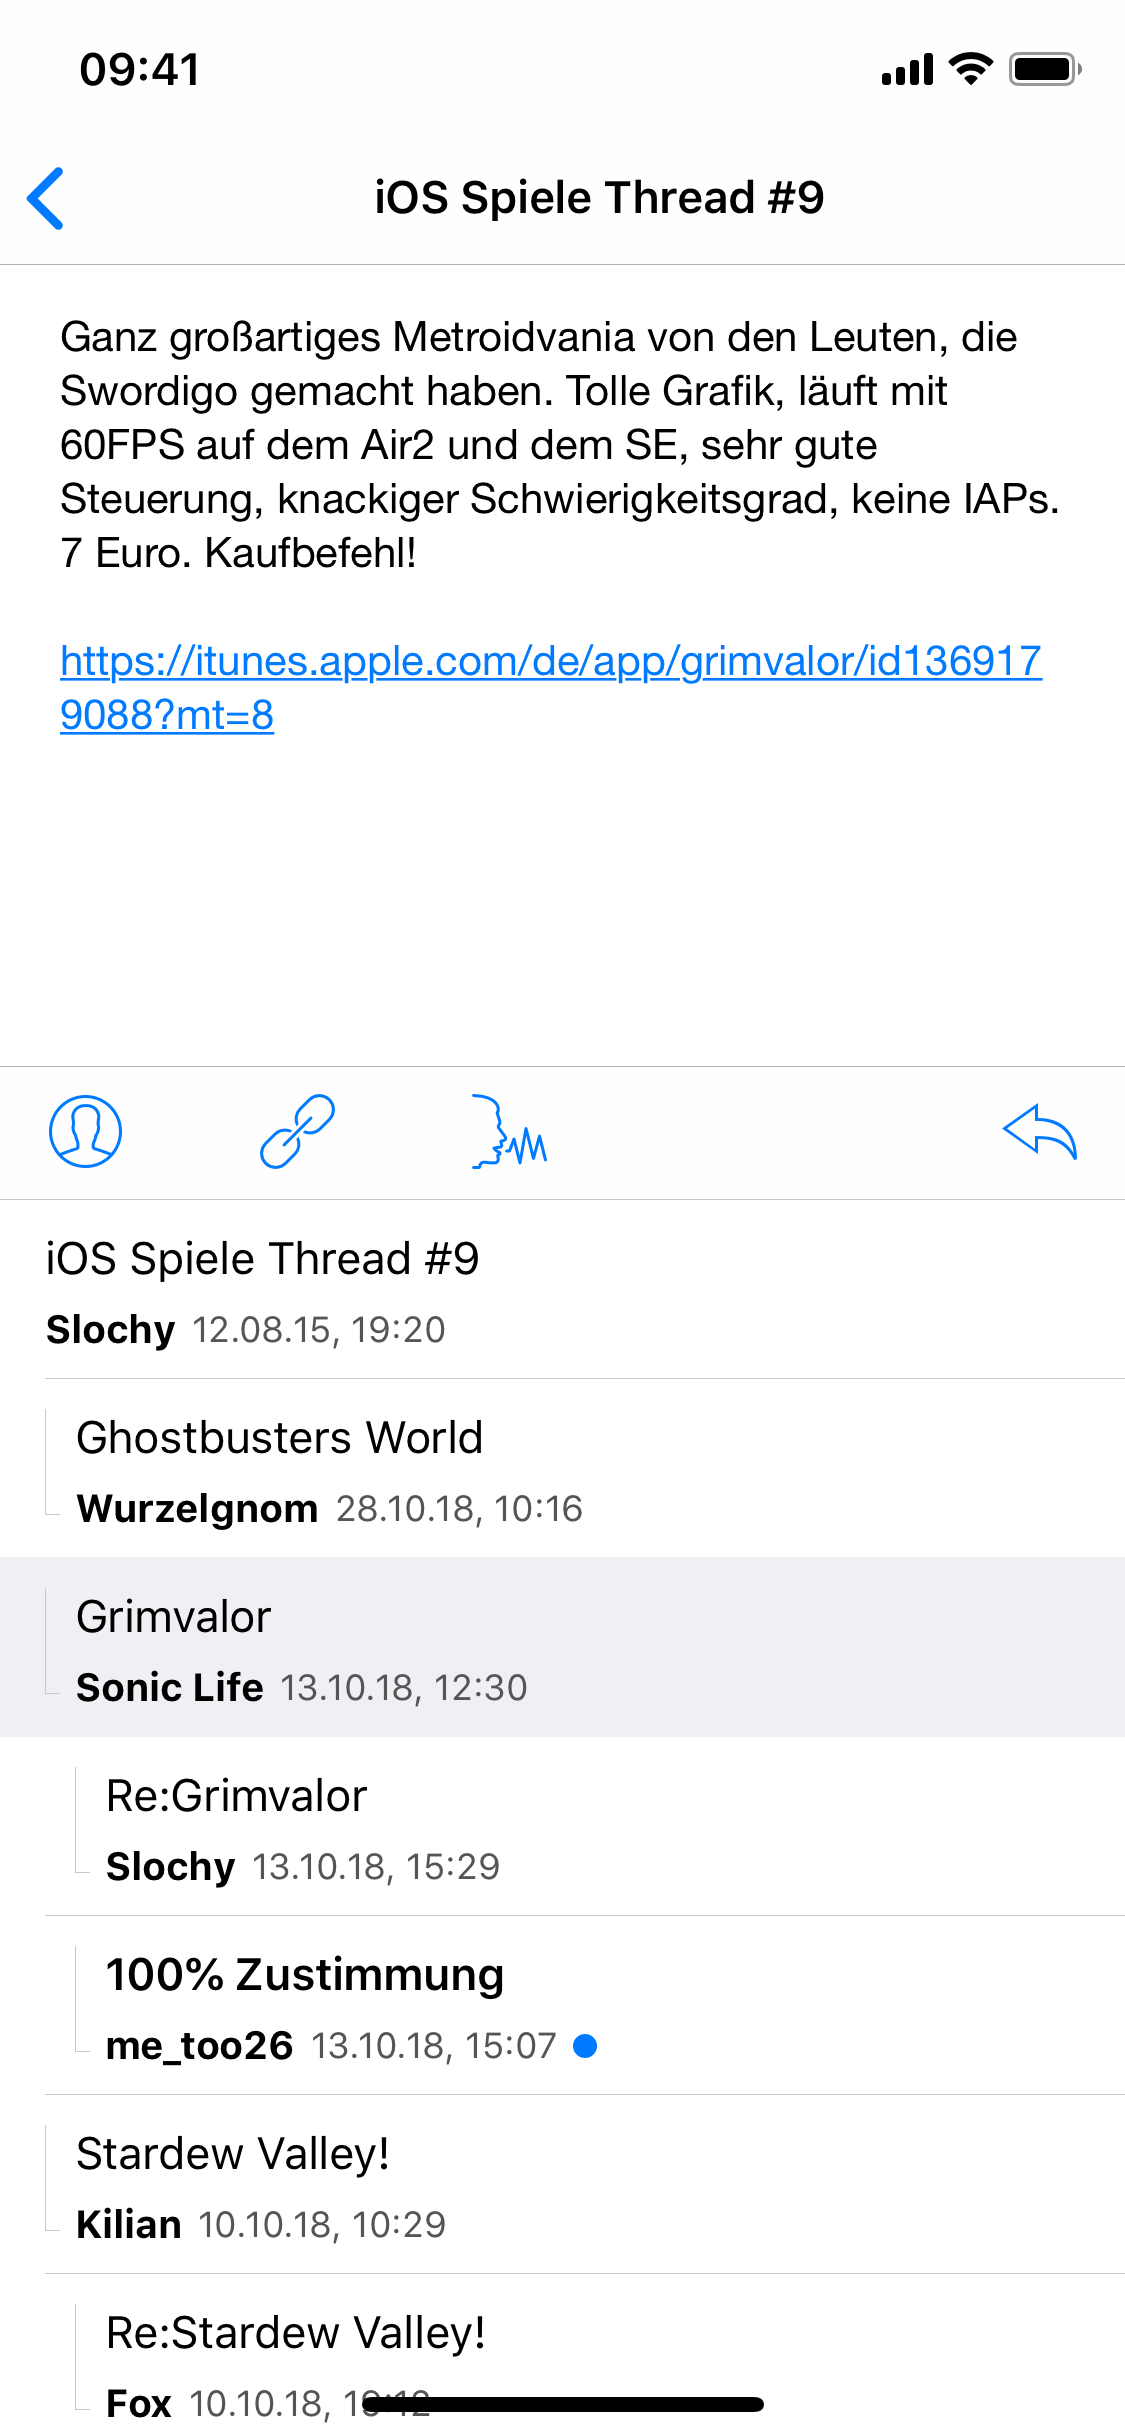 09:41
iOS Spiele Thread #9
Ganz großartiges Metroidvania von den Leuten, die
Swordigo gemacht haben. Tolle Grafik, läuft mit
60FPS auf dem Air2 und dem SE, sehr gute
Steuerung, knackiger Schwierigkeitsgrad, keine IAPs.
7 Euro. Kaufbefehl!
https://itunes.apple.com/de/app/grimvalor/id136917
9088?mt=8
iOS Spiele Thread #9
Slochy 12.08.15, 19:20
Ghostbusters World
Wurzelgnom 28.10.18, 10:16
Grimvalor
Sonic Life 13.10.18, 12:30
Re:Grimvalor
Slochy 13.10.18, 15:29
100% Zustimmung
me_too26 13.10.18, 15:07
Stardew Valley!
Kilian 10.10.18, 10:29
Re:Stardew Valley!
Fox 10.10.18,